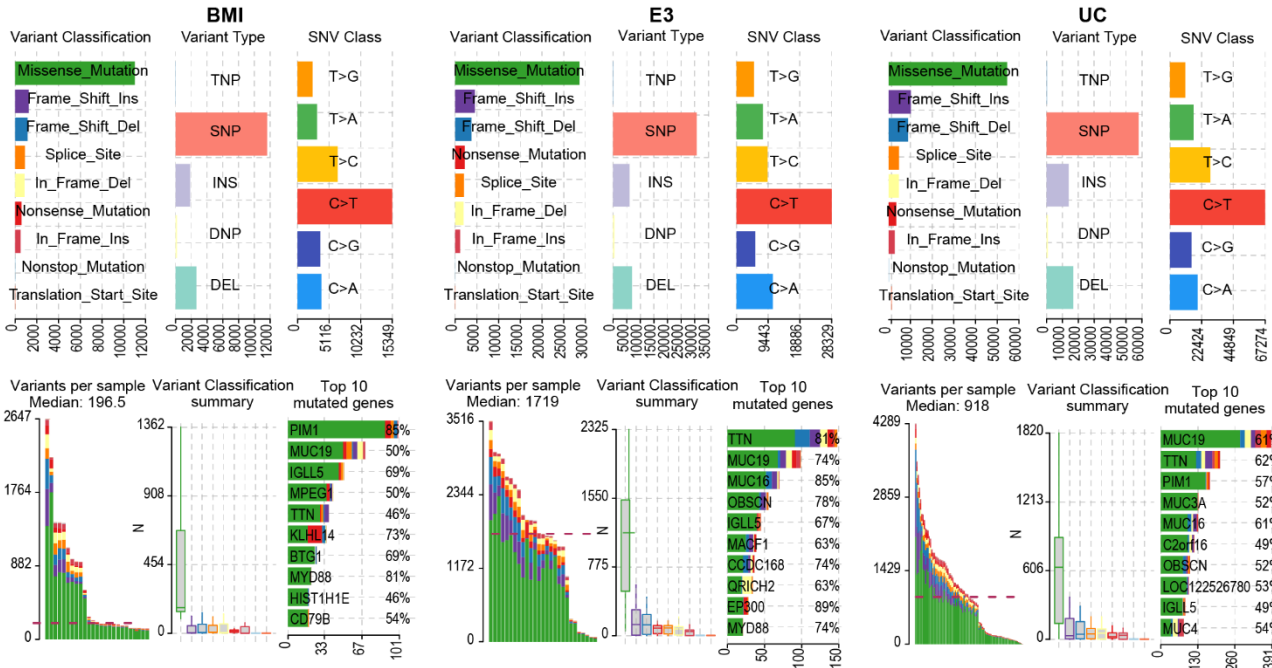 BMI
Variant Classification
Variant Type
SNV Class
Missense_Mutation
Frame_Shift_Ins
Frame_Shift_Del
Splice_Site
In_Frame_Del
Nonsense_Mutation
In_Frame_Ins
Nonstop_Mutation
Translation_Start_Site
0
2000
4000
6000
8000
10000
12000
TNP
SNP
INS
DNP
DEL
0
2000
4000
6000
8000
10000
12000
T>G
T>A
T>C
C>T
C>G
C>A
0
5116
10232
15349
Variants per sample
Median: 196.5
2647
1764
882
0
Variant Classification
summary
N
1362
908
454
0
Top 10
mutated genes
PIM1 85%
MUC19 50%
IGLL5 69%
MPEG1 50%
TTN 46%
KLHL14 73%
BTG1 69%
MYD88 81%
HIST1H1E 46%
CD79B 54%
0
33
67
101
E3
Variant Classification
Variant Type
SNV Class
Missense_Mutation
Frame_Shift_Ins
Frame_Shift_Del
Nonsense_Mutation
Splice_Site
In_Frame_Del
In_Frame_Ins
Nonstop_Mutation
Translation_Start_Site
0
5000
10000
15000
20000
25000
30000
TNP
SNP
INS
DNP
DEL
0
5000
10000
15000
20000
25000
30000
35000
T>G
T>A
T>C
C>T
C>G
C>A
0
9443
18886
28329
Variants per sample
Median: 1719
3516
2344
1172
0
Variant Classification
summary
N
2325
1550
775
0
Top 10
mutated genes
TTN 81%
MUC19 74%
MUC16 85%
OBSCN 78%
IGLL5 67%
MACF1 63%
CCDC168 74%
QRICH2 63%
EP300 89%
MYD88 74%
0
50
100
150
UC
Variant Classification
Variant Type
SNV Class
Missense_Mutation
Frame_Shift_Ins
Frame_Shift_Del
Splice_Site
In_Frame_Del
Nonsense_Mutation
In_Frame_Ins
Nonstop_Mutation
Translation_Start_Site
0
10000
20000
30000
40000
50000
60000
TNP
SNP
INS
DNP
DEL
0
10000
20000
30000
40000
50000
60000
T>G
T>A
T>C
C>T
C>G
C>A
0
22424
44849
67274
Variants per sample
Median: 918
4289
2859
1429
0
Variant Classification
summary
N
1820
1213
606
0
Top 10
mutated genes
MUC19 61%
TTN 62%
PIM1 57%
MUC3A 52%
MUC16 61%
C2orf16 49%
OBSCN 52%
LOC122526780 53%
IGLL5 49%
MUC4 54%
0
130
260
391